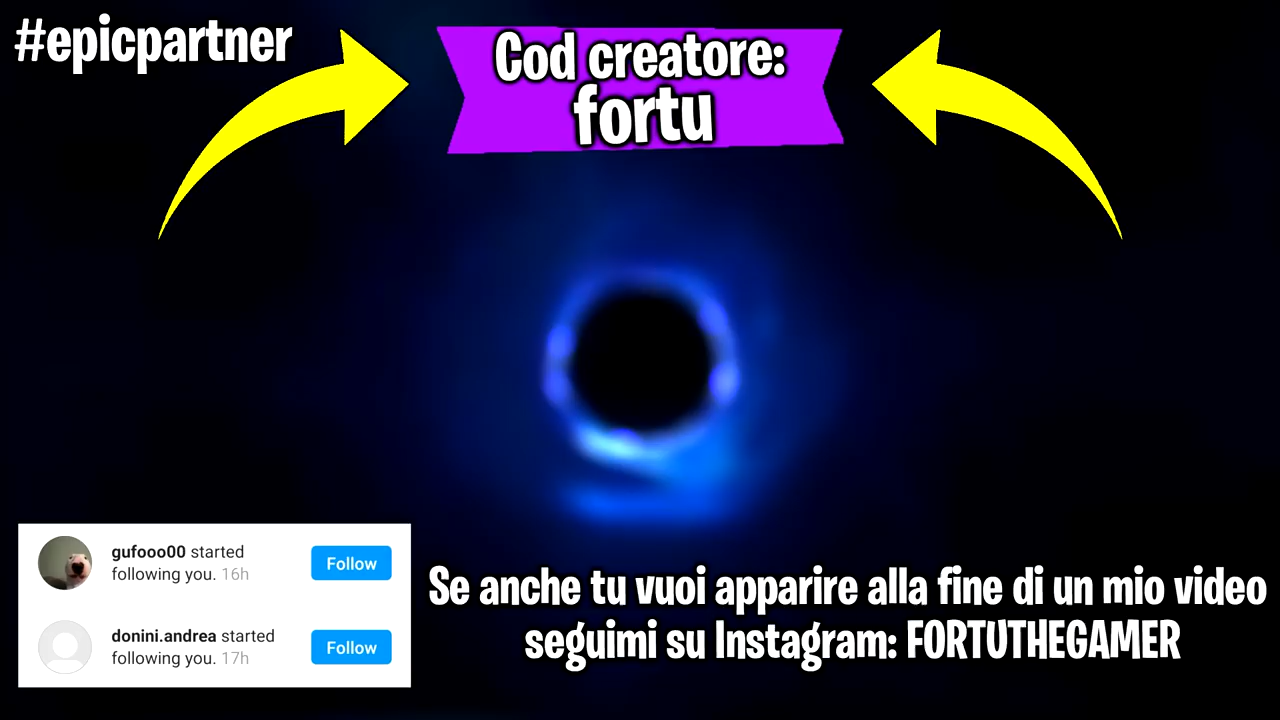 #epicpartner
Cod creatore:
fortu
gufooo00 started
following you. 16h
Follow
donini.andrea started
following you. 17h
Follow
Se anche tu vuoi apparire alla fine di un mio video
seguimi su Instagram: FORTUTHEGAMER